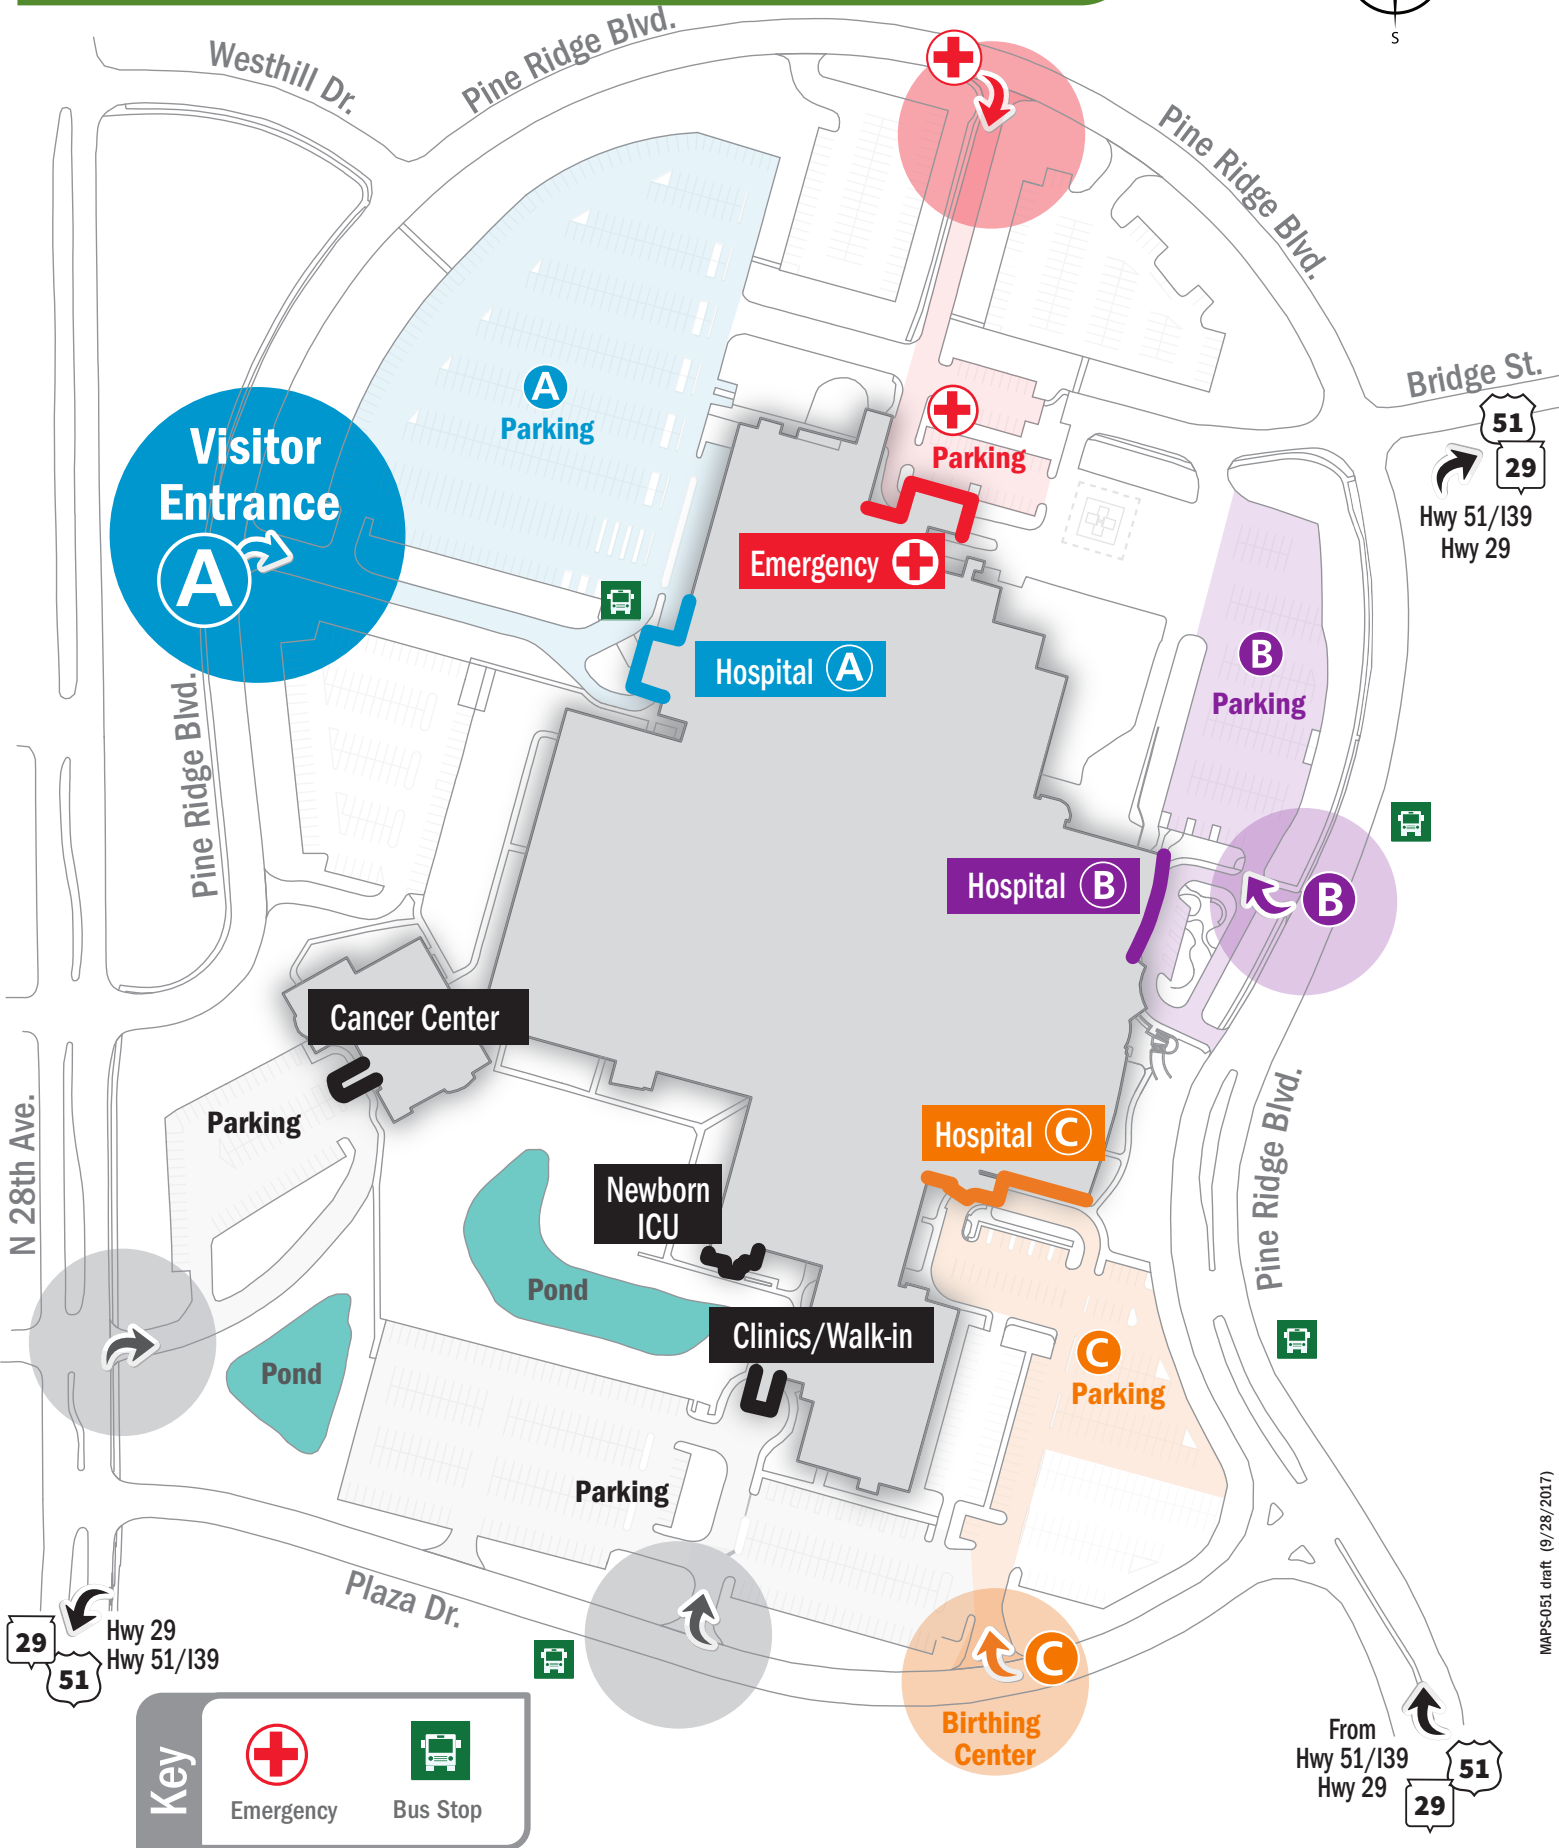 S
Westhill Dr.
Pine Ridge Blvd.
Pine Ridge Blvd.
Bridge St.
51
29
Hwy 51/I39
Hwy 29
A
Parking
Visitor
Entrance
A
Parking
Emergency
Hospital A
B
Parking
Pine Ridge Blvd.
Hospital B
B
Cancer Center
Parking
N 28th Ave.
Pine Ridge Blvd.
Hospital C
Newborn
ICU
Pond
Clinics/Walk-in
Pond
C
Parking
Parking
Plaza Dr.
29
51
Hwy 29
Hwy 51/I39
C
Birthing
Center
From
Hwy 51/I39
Hwy 29
51
29
MAPS-051 draft (9/28/2017)
Key
Emergency
Bus Stop